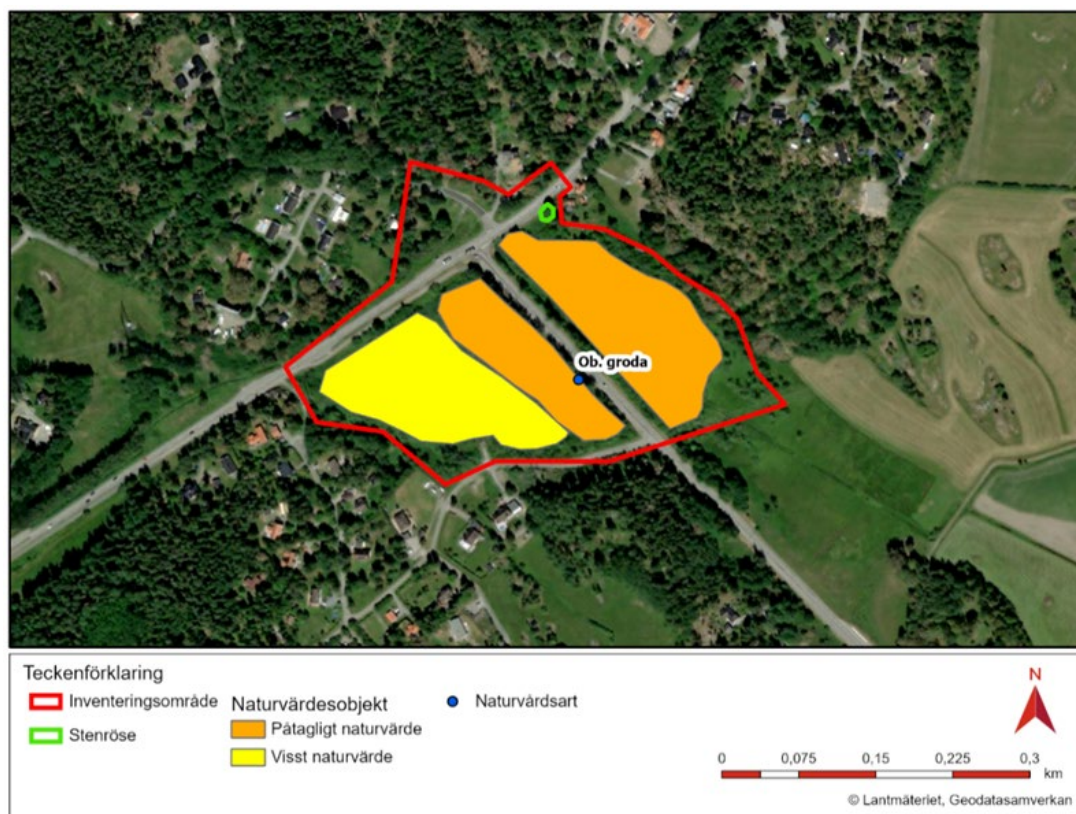 Ob. groda
Teckenförklaring
Inventeringsområde
Stenröse
Naturvärdesobjekt
Påtagligt naturvärde
Visst naturvärde
Naturvårdsart
N
0 0,075 0,15 0,225 0,3
km
© Lantmäteriet, Geodatasamverkan